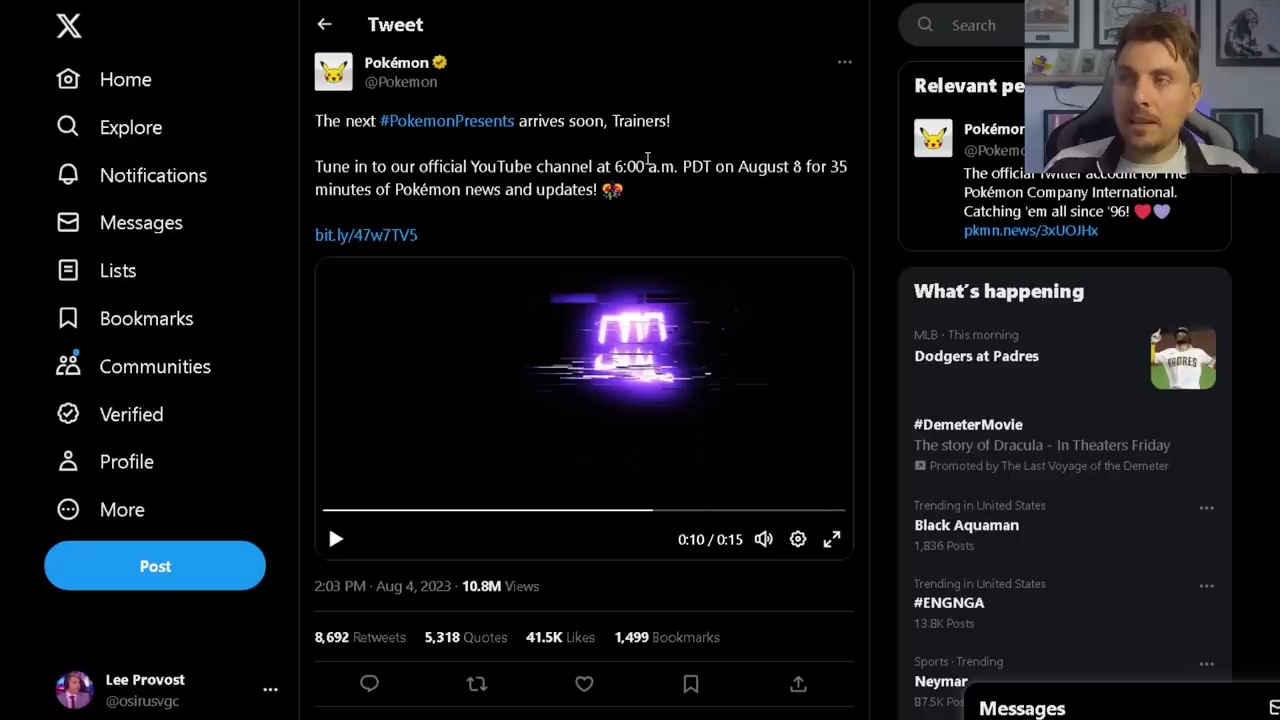 Tweet
Search
Home
Explore
Notifications
Messages
Lists
Bookmarks
Communities
Verified
Profile
More
Post
Lee Provost
@osirusvgc
Pokémon
@Pokemon
The next #PokemonPresents arrives soon, Trainers!
Tune in to our official YouTube channel at 6:00 a.m. PDT on August 8 for 35
minutes of Pokémon news and updates!
bit.ly/47w7TV5
0:10 / 0:15
2:03 PM · Aug 4, 2023 · 10.8M Views
8,692 Retweets 5,318 Quotes 41.5K Likes 1,499 Bookmarks
Relevant pe
Pokémon
@Pokemo
The official Twitter account for The
Pokémon Company International.
Catching 'em all since '96!
pkmn.news/3xUOJHx
What's happening
MLB · This morning
Dodgers at Padres
PADRES
#DemeterMovie
The story of Dracula - In Theaters Friday
Promoted by The Last Voyage of the Demeter
Trending in United States
Black Aquaman
1,836 Posts
Trending in United States
#ENGNGA
13.8K Posts
Sports · Trending
Neymar
87.5K
Messages